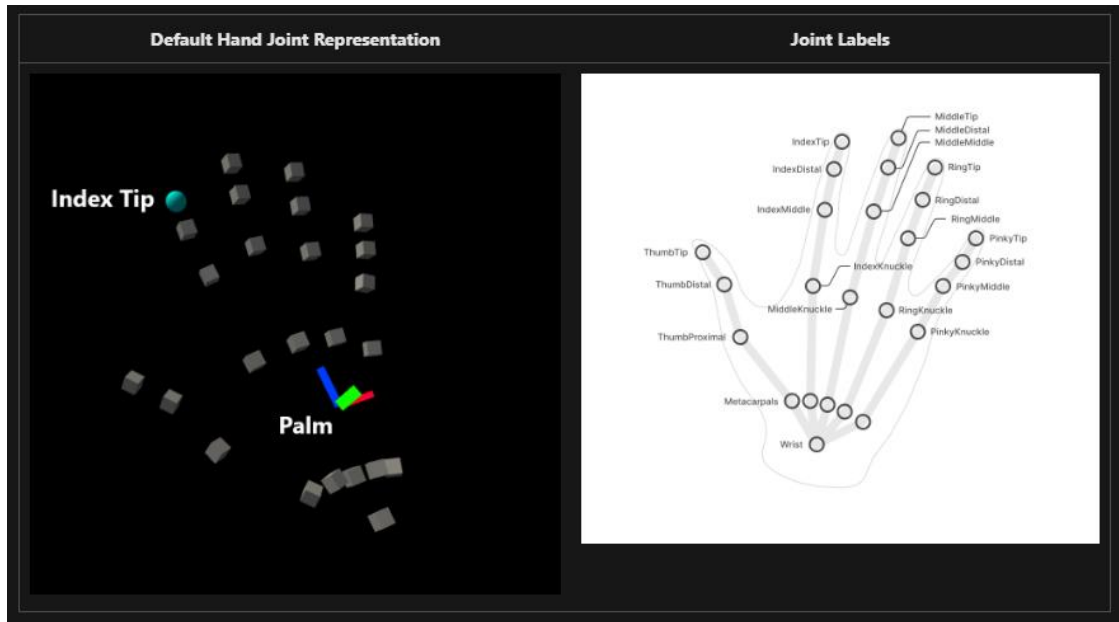 Default Hand Joint Representation
Joint Labels
Index Tip
Palm
MiddleTip
MiddleDistal
MiddleMiddle
IndexTip
IndexDistal
RingTip
RingDistal
IndexMiddle
RingMiddle
PinkyTip
ThumbTip
IndexKnuckle
PinkyDistal
ThumbDistal
PinkyMiddle
MiddleKnuckle
RingKnuckle
PinkyKnuckle
ThumbProximal
Metacarpals
Wrist